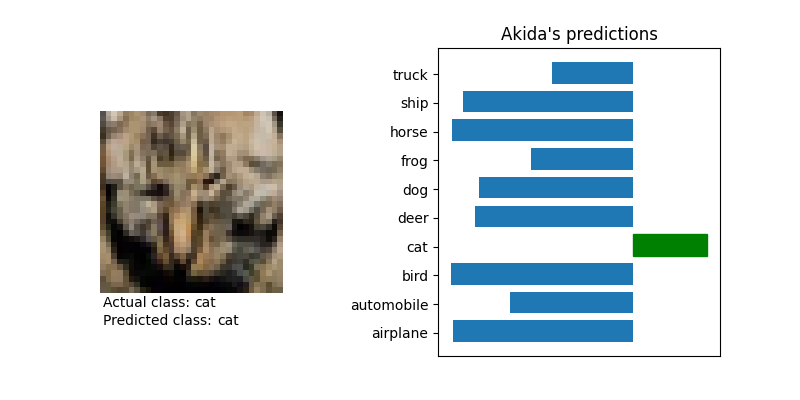 Akida's predictions
truck
ship
horse
frog
dog
deer
cat
bird
automobile
airplane
Actual class: cat
Predicted class: cat